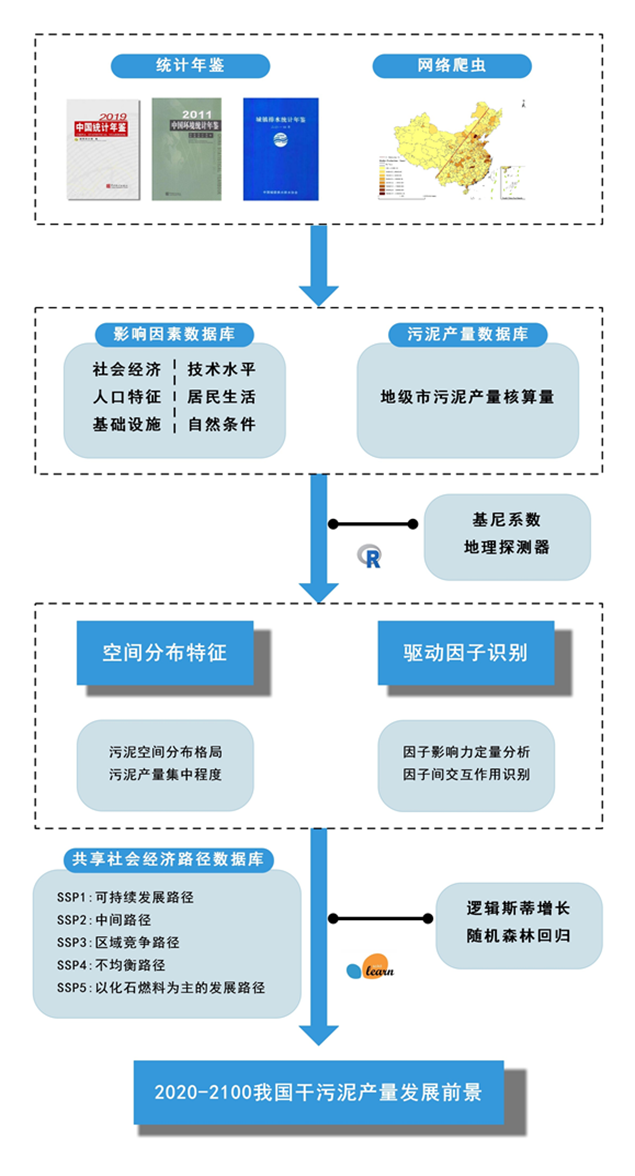 统计年鉴
网络爬虫
2019
中国统计年鉴
2011
中国环境统计年鉴
城镇排水统计年鉴
影响因素数据库
污泥产量数据库
社会经济 技术水平
人口特征 居民生活
基础设施 自然条件
地级市污泥产量核算量
基尼系数
地理探测器
R
空间分布特征
驱动因子识别
污泥空间分布格局
污泥产量集中程度
因子影响力定量分析
因子间交互作用识别
共享社会经济路径数据库
SSP1:可持续发展路径
SSP2:中间路径
SSP3:区域竞争路径
SSP4:不均衡路径
SSP5:以化石燃料为主的发展路径
逻辑斯蒂增长
随机森林回归
learn
2020-2100我国干污泥产量发展前景